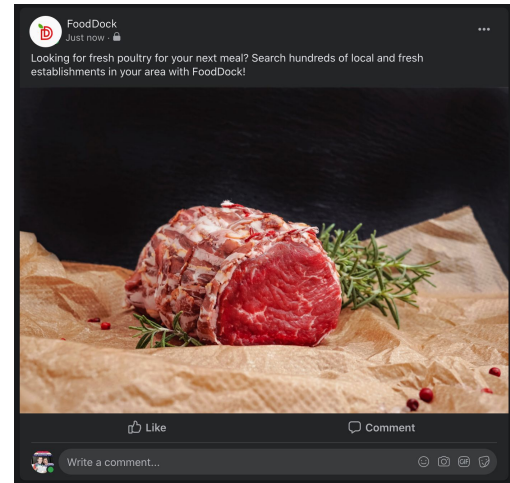 FoodDock
Just now ·
Looking for fresh poultry for your next meal? Search hundreds of local and fresh
establishments in your area with FoodDock!
Like
Comment
Write a comment...
GIF